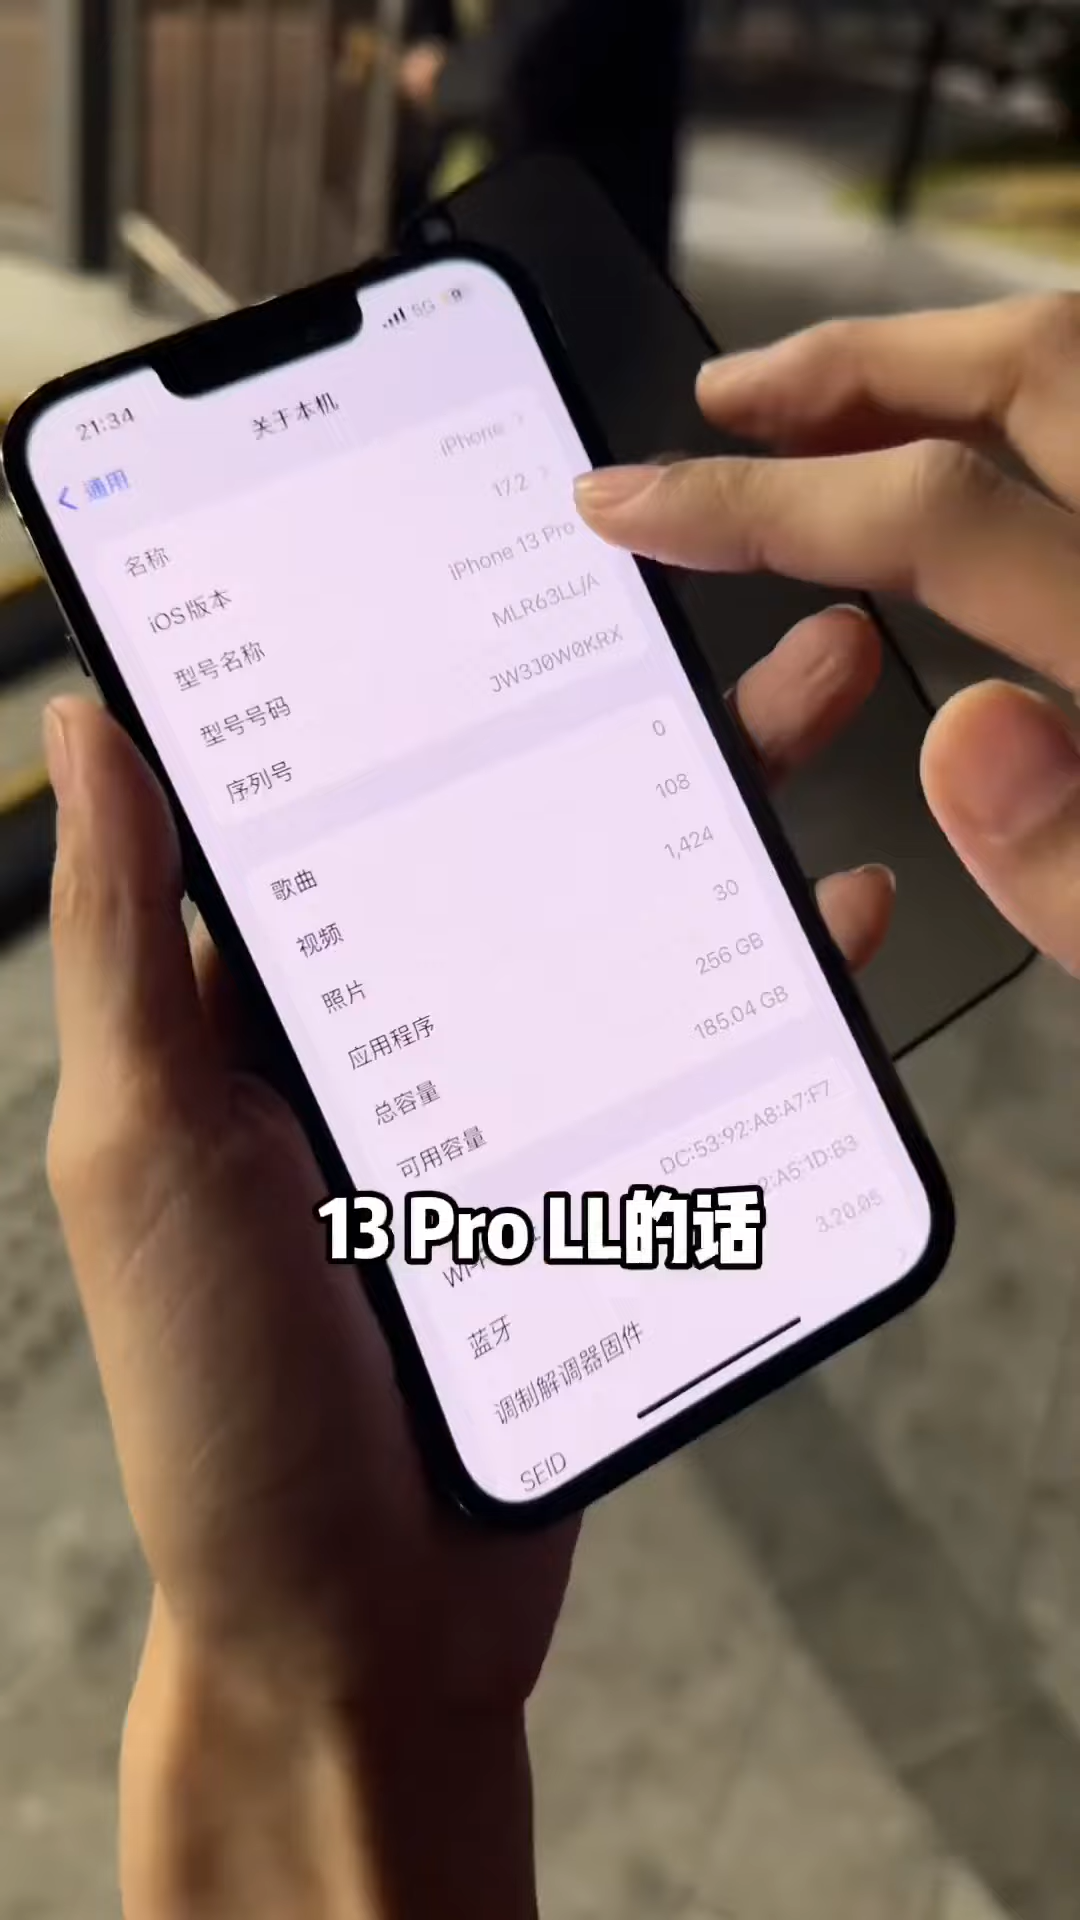 21:34
5G
通用
关于本机
名称 iPhone
iOS版本 17.2
型号名称 iPhone 13 Pro
型号号码 MLR63LL/A
序列号 JW3J0W0KRX
歌曲 0
视频 108
照片 1,424
应用程序 30
总容量 256 GB
可用容量 185.04 GB
DC:53:92:A8:A7:F7
蓝牙 2:A5:1D:B3
调制解调器固件 3.20.05
SEID
13 Pro LL的话